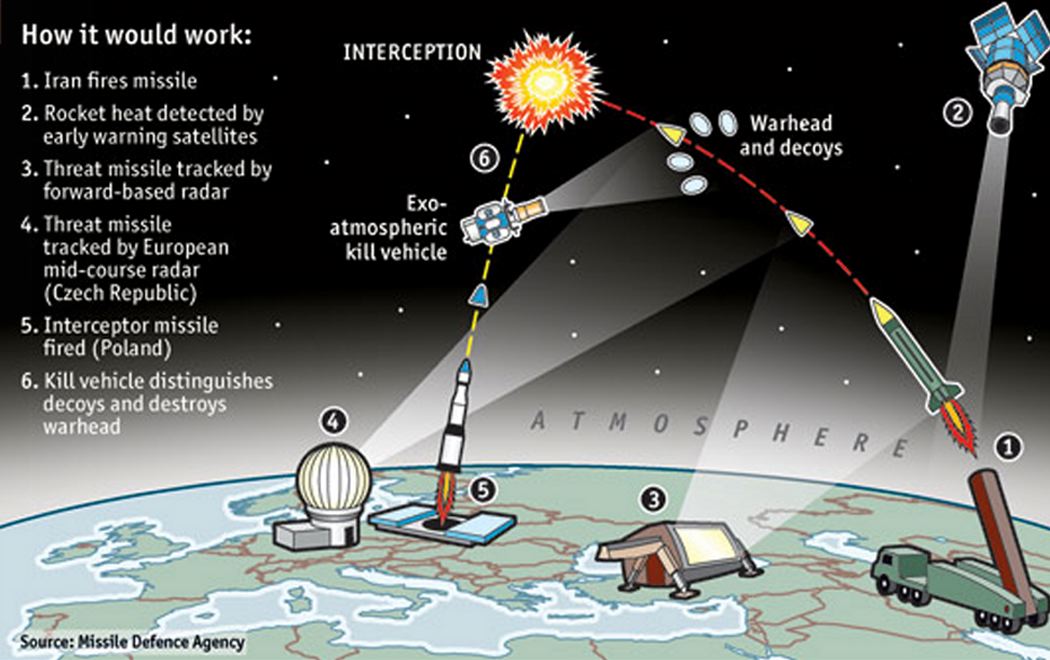 How it would work:
1. Iran fires missile
2. Rocket heat detected by
early warning satellites
3. Threat missile tracked by
forward-based radar
4. Threat missile
tracked by European
mid-course radar
(Czech Republic)
5. Interceptor missile
fired (Poland)
6. Kill vehicle distinguishes
decoys and destroys
warhead
INTERCEPTION
2
Warhead
and decoys
6
Exo-
atmospheric
kill vehicle
ATMOSPHERE
4
1
5
3
Source: Missile Defence Agency